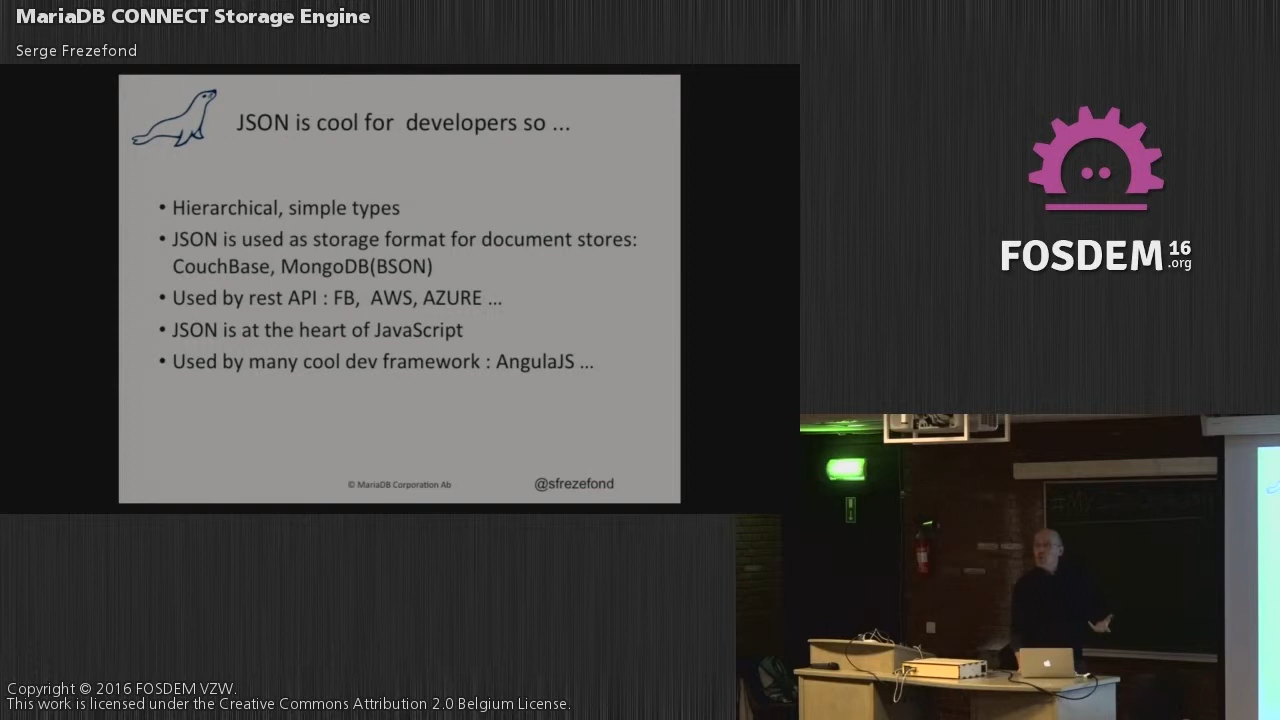 MariaDB CONNECT Storage Engine
Serge Frezefond
JSON is cool for developers so ...
• Hierarchical, simple types
• JSON is used as storage format for document stores:
CouchBase, MongoDB(BSON)
• Used by rest API : FB, AWS, AZURE ...
• JSON is at the heart of JavaScript
• Used by many cool dev framework : AngulaJS ...
© MariaDB Corporation Ab
@sfrezefond
FOSDEM 16
.org
Copyright © 2016 FOSDEM VZW.
This work is licensed under the Creative Commons Attribution 2.0 Belgium License.